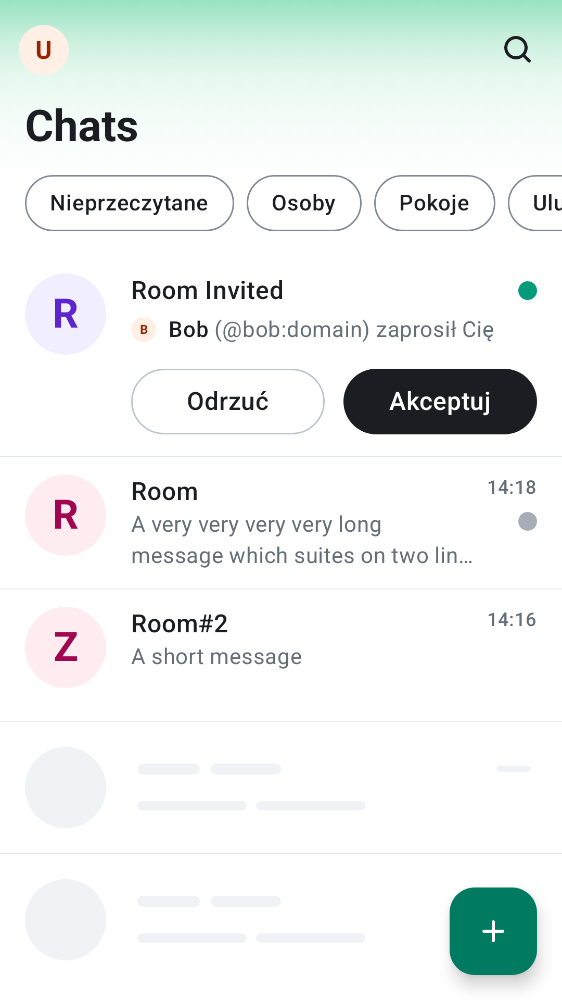 U
Chats
Nieprzeczytane Osoby Pokoje Ulu
R
Room Invited
B Bob (@bob:domain) zaprosił Cię
Odrzuć Akceptuj
R
Room 14:18
A very very very very long
message which suites on two lin…
Z
Room#2 14:16
A short message